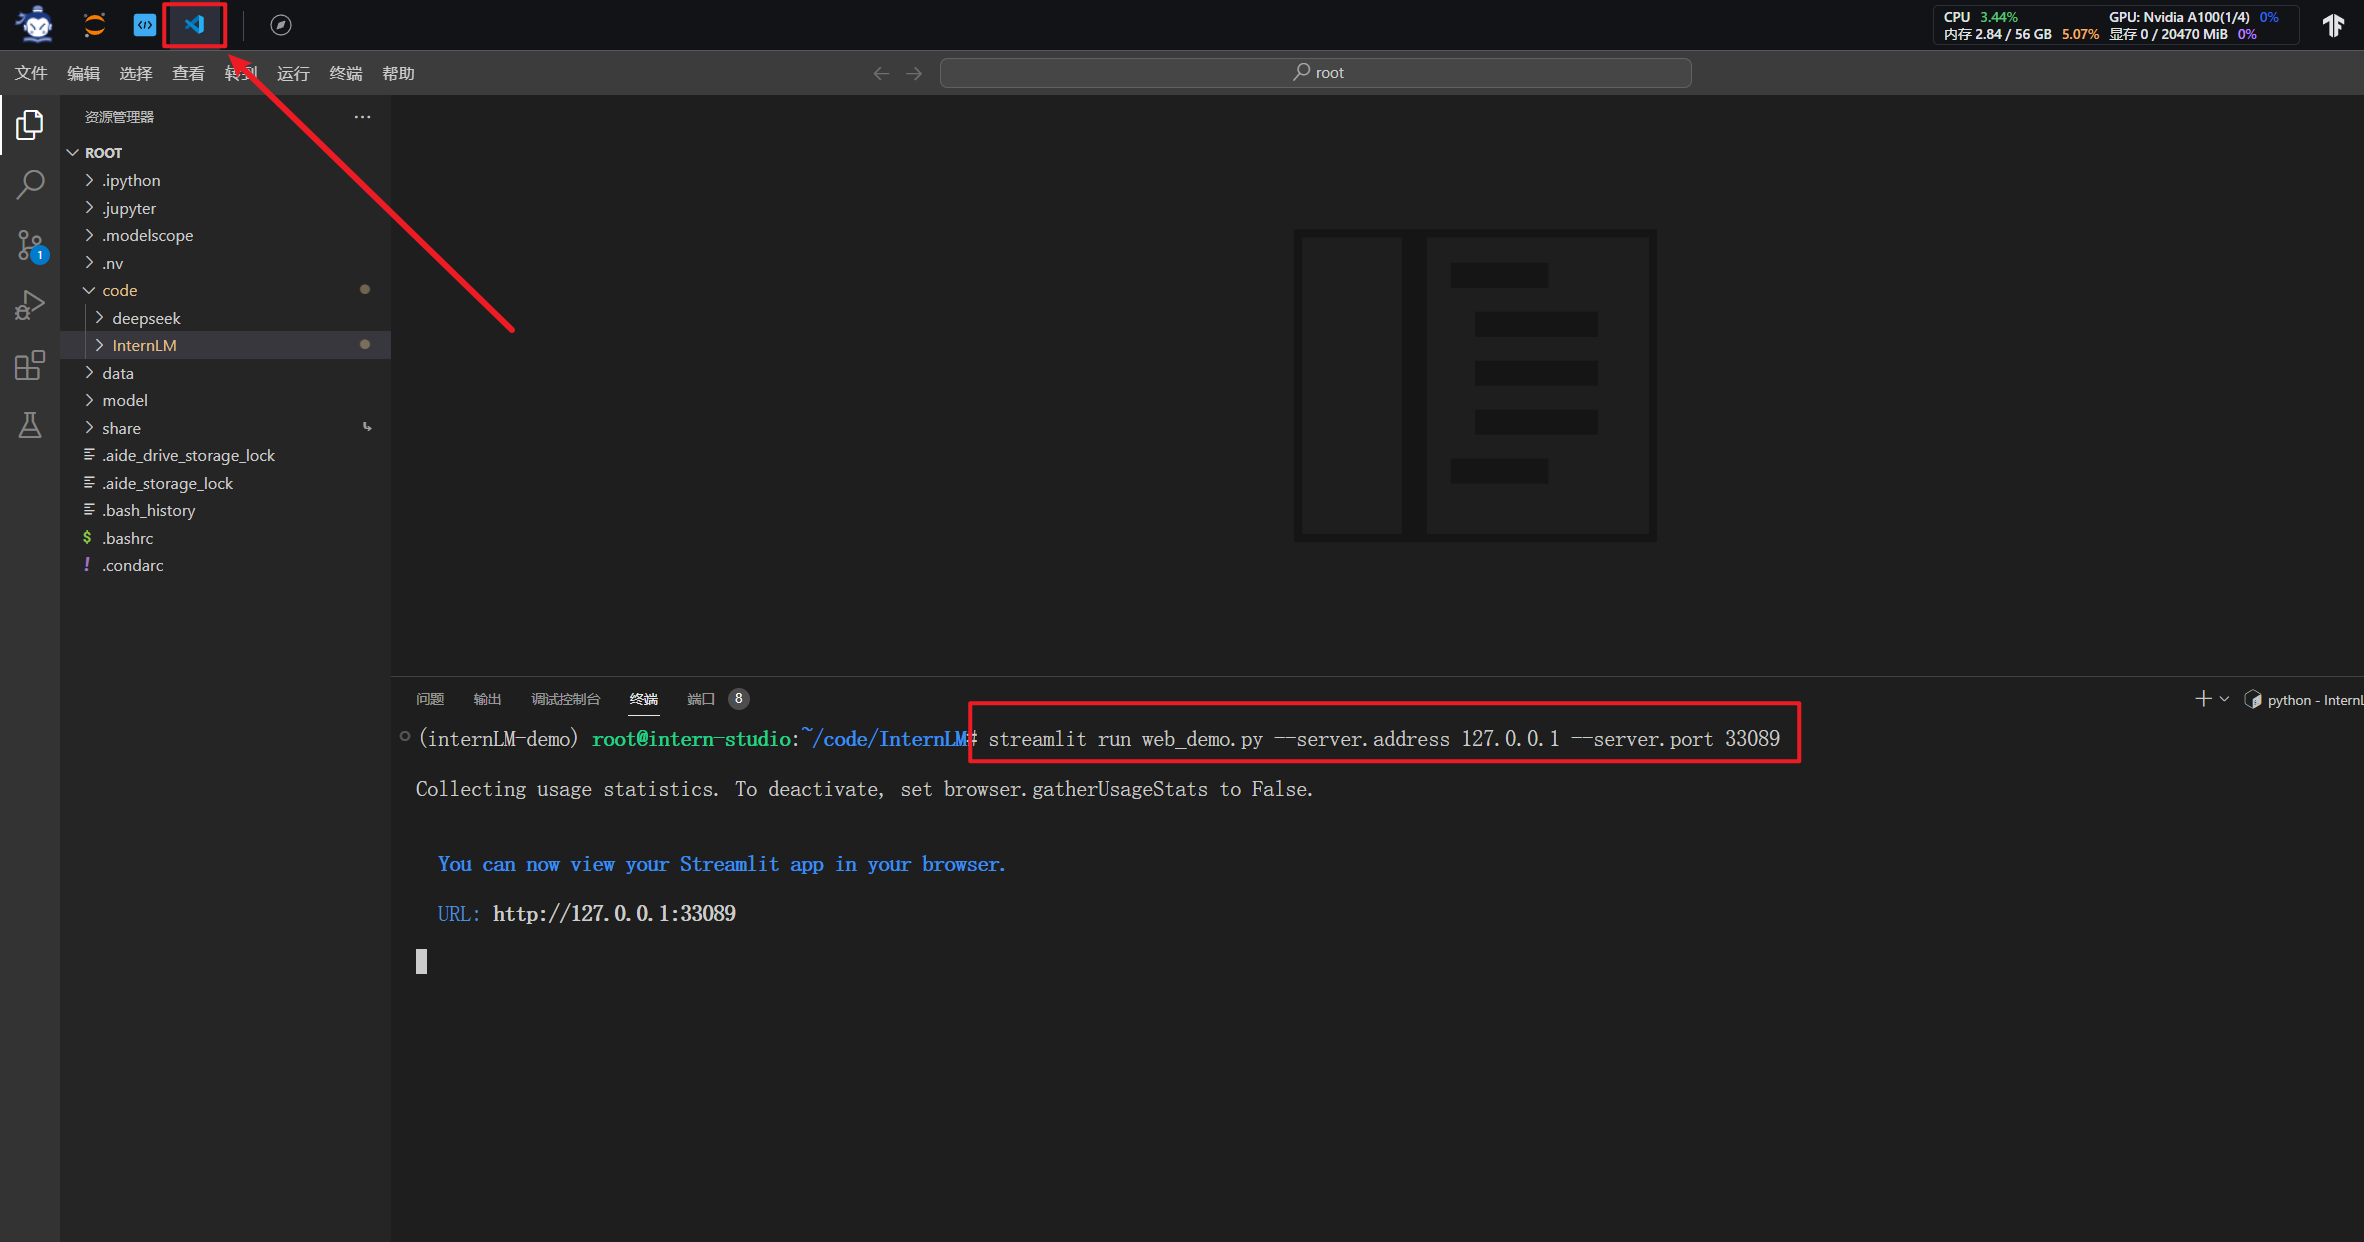 CPU 3.44% GPU: Nvidia A100(1/4) 0%
内存 2.84 / 56 GB 5.07% 显存 0 / 20470 MiB 0%
文件 编辑 选择 查看 转到 运行 终端 帮助
root
资源管理器
ROOT
.ipython
.jupyter
.modelscope
.nv
code
deepseek
InternLM
data
model
share
.aide_drive_storage_lock
.aide_storage_lock
.bash_history
$ .bashrc
! .condarc
1
问题 输出 调试控制台 终端 端口 8
python - InternL
(internLM-demo) root@intern-studio:~/code/InternLM# streamlit run web_demo.py --server.address 127.0.0.1 --server.port 33089
Collecting usage statistics. To deactivate, set browser.gatherUsageStats to False.
You can now view your Streamlit app in your browser.
URL: http://127.0.0.1:33089